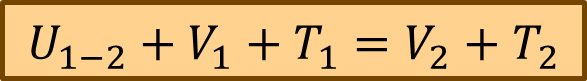 U₁₋₂ + V₁ + T₁ = V₂ + T₂